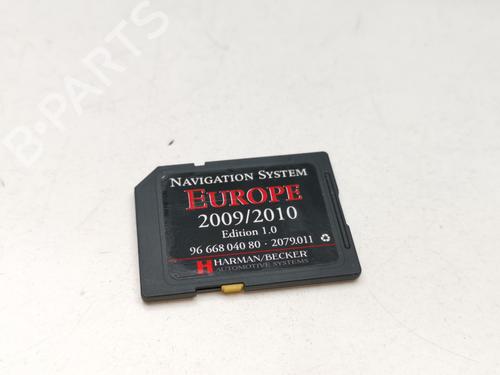 B-PARTS
NAVIGATION SYSTEM
EUROPE
2009/2010
Edition 1.0
96 668 040 80 · 2079.011
HARMAN/BECKER
AUTOMOTIVE SYSTEMS